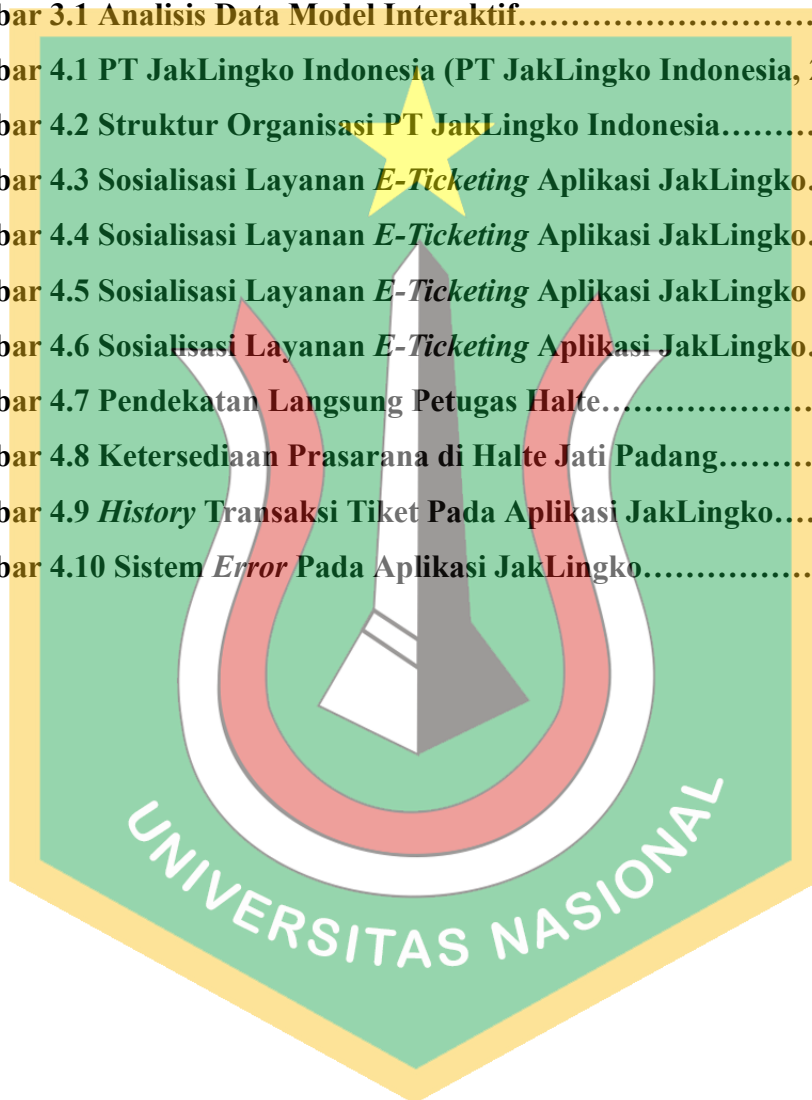 bar 3.1 Analisis Data Model Interaktif……………………………
bar 4.1 PT JakLingko Indonesia (PT JakLingko Indonesia, 2
bar 4.2 Struktur Organisasi PT JakLingko Indonesia………
bar 4.3 Sosialisasi Layanan E-Ticketing Aplikasi JakLingko.
bar 4.4 Sosialisasi Layanan E-Ticketing Aplikasi JakLingko.
bar 4.5 Sosialisasi Layanan E-Ticketing Aplikasi JakLingko
bar 4.6 Sosialisasi Layanan E-Ticketing Aplikasi JakLingko.
bar 4.7 Pendekatan Langsung Petugas Halte…………………
bar 4.8 Ketersediaan Prasarana di Halte Jati Padang………
bar 4.9 History Transaksi Tiket Pada Aplikasi JakLingko….
bar 4.10 Sistem Error Pada Aplikasi JakLingko………………
UNIVERSITAS NASIONAL